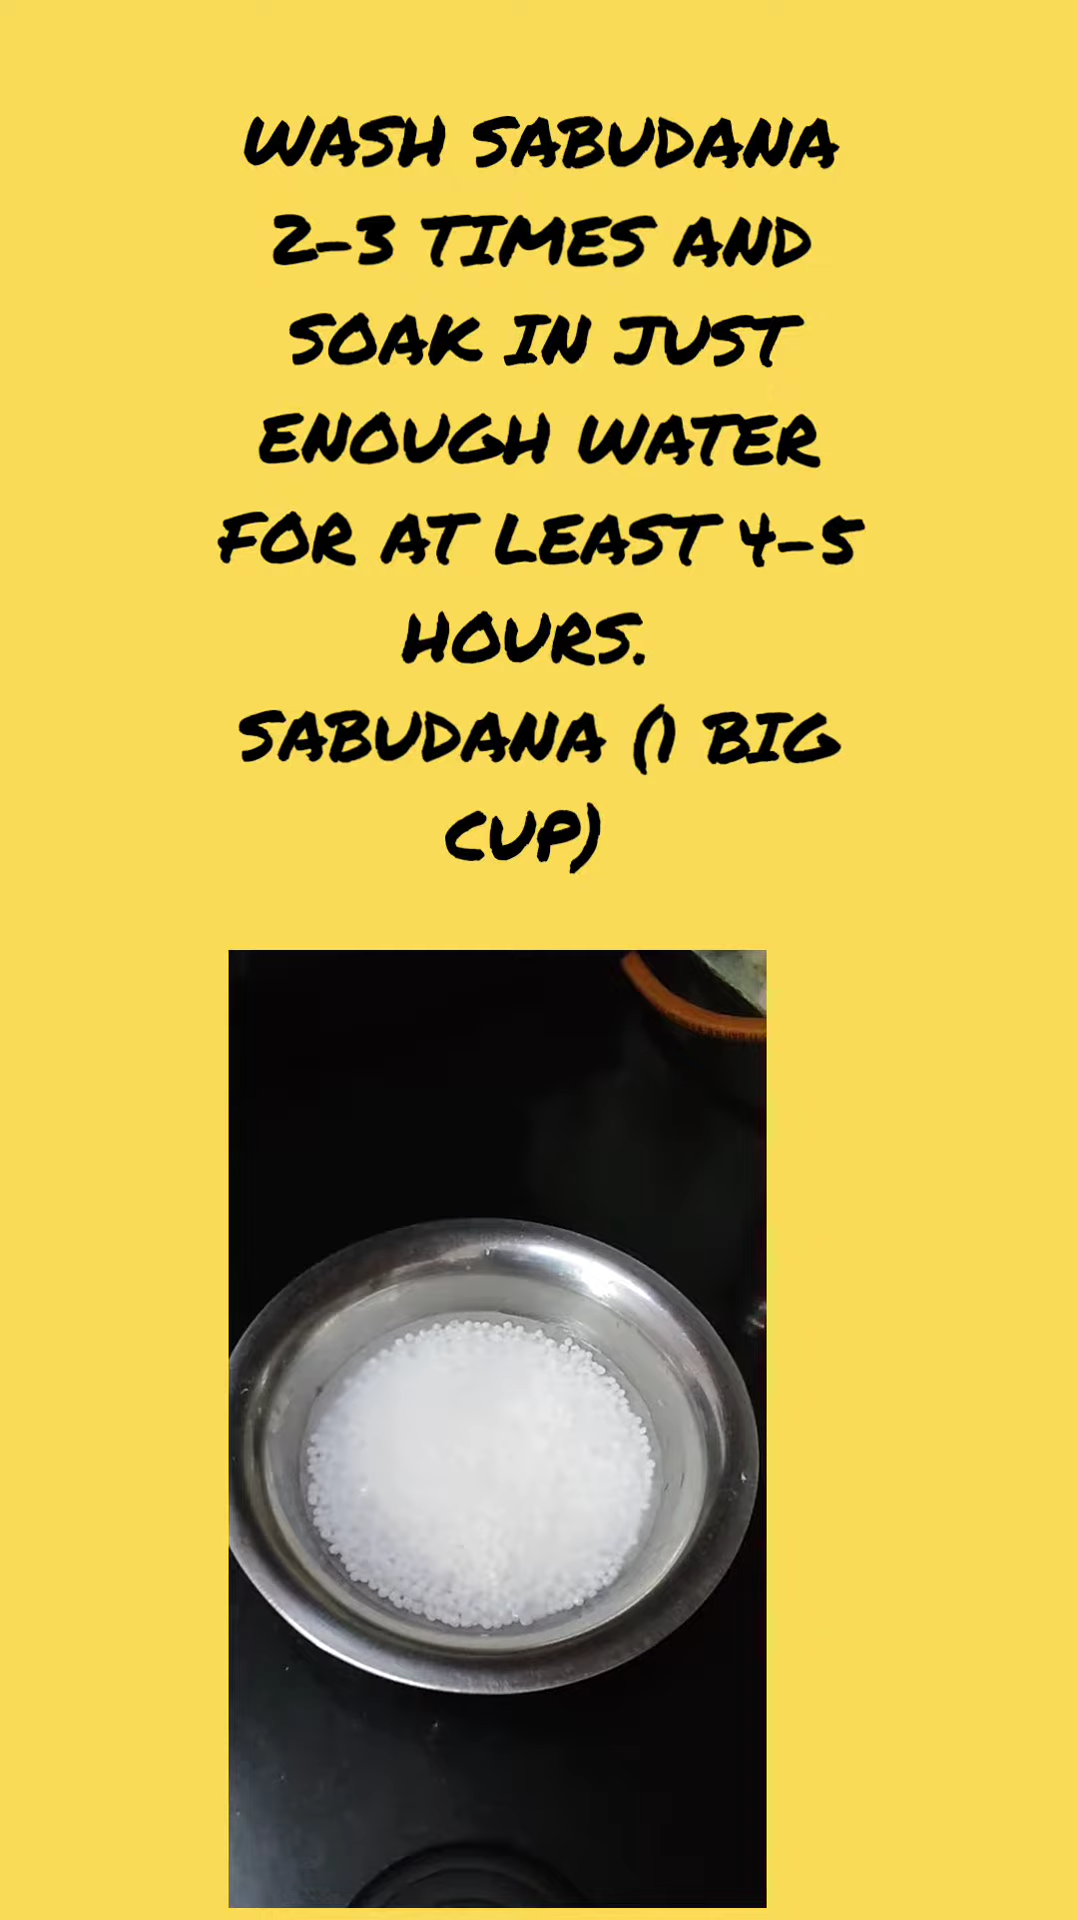 WASH SABUDANA
2-3 TIMES AND
SOAK IN JUST
ENOUGH WATER
FOR AT LEAST 4-5
HOURS.
SABUDANA (1 BIG
CUP)